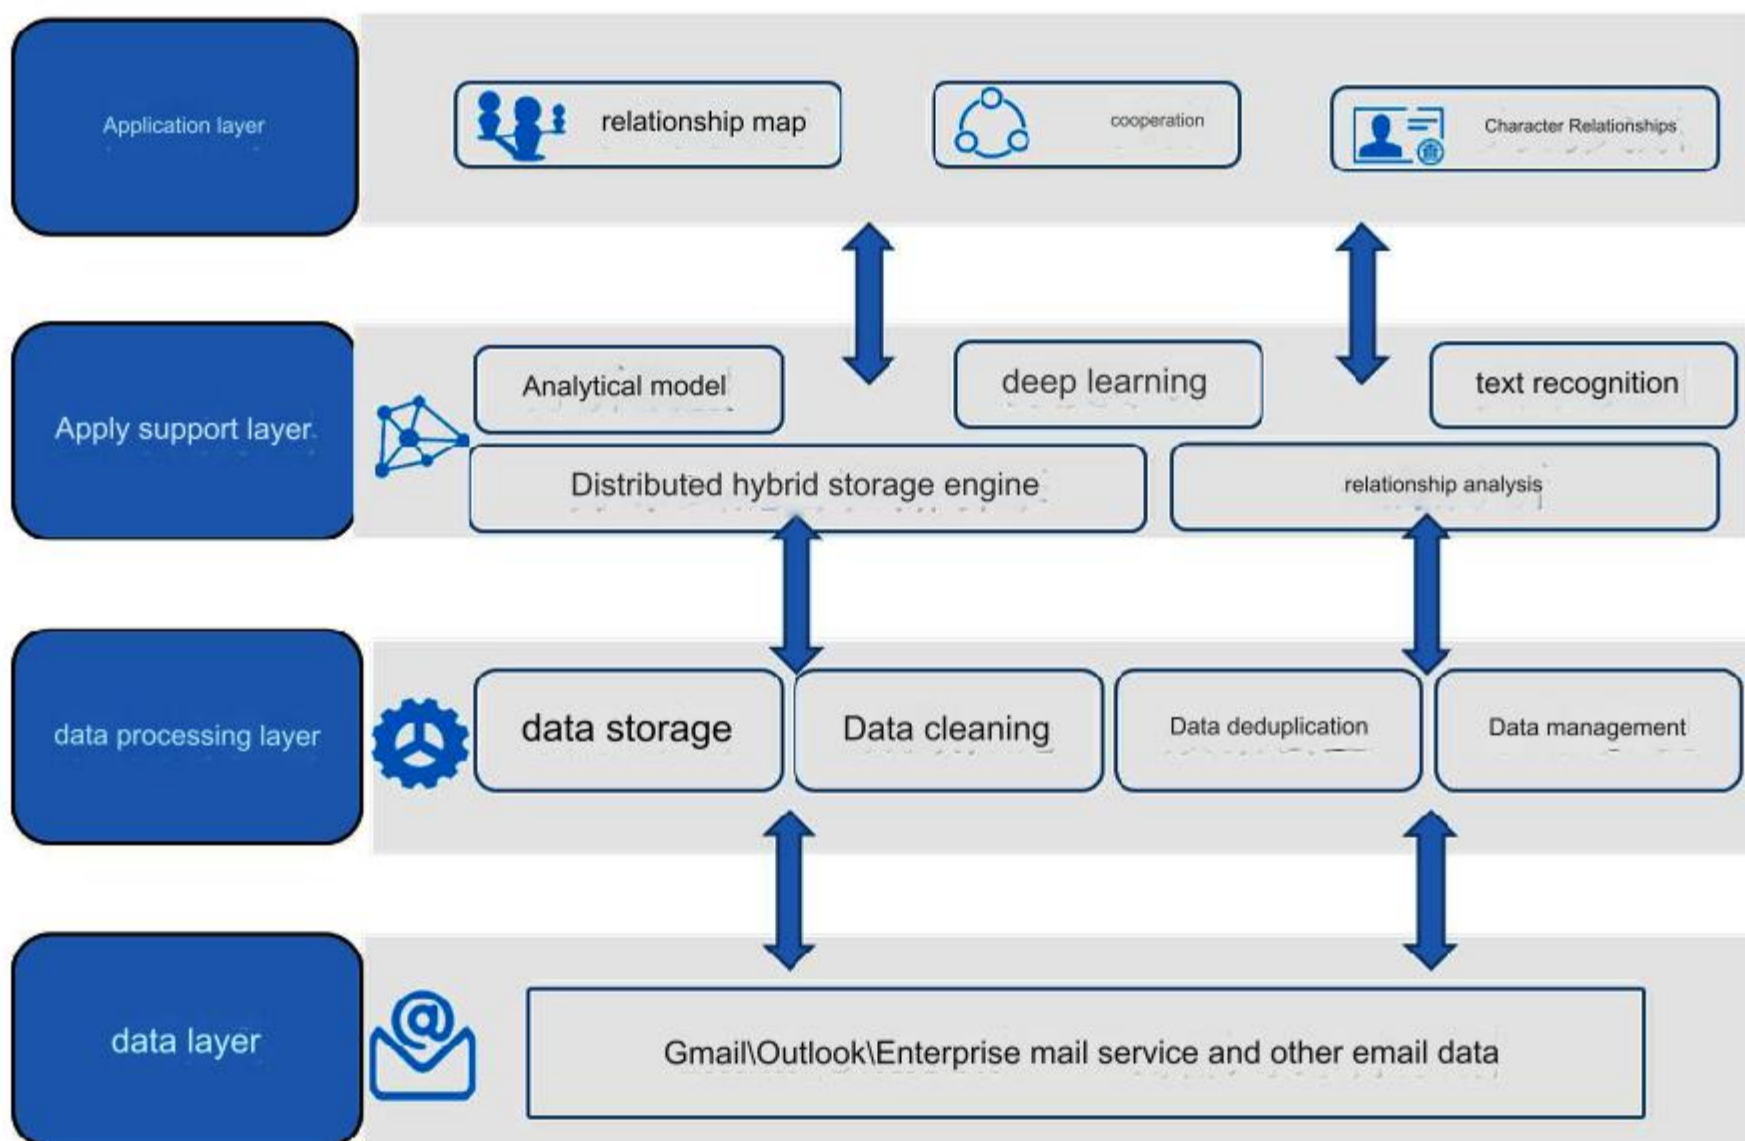 Application layer
relationship map
cooperation
Character Relationships
Apply support layer
Analytical model
deep learning
text recognition
Distributed hybrid storage engine
relationship analysis
data processing layer
data storage
Data cleaning
Data deduplication
Data management
data layer
@
Gmail\Outlook\Enterprise mail service and other email data